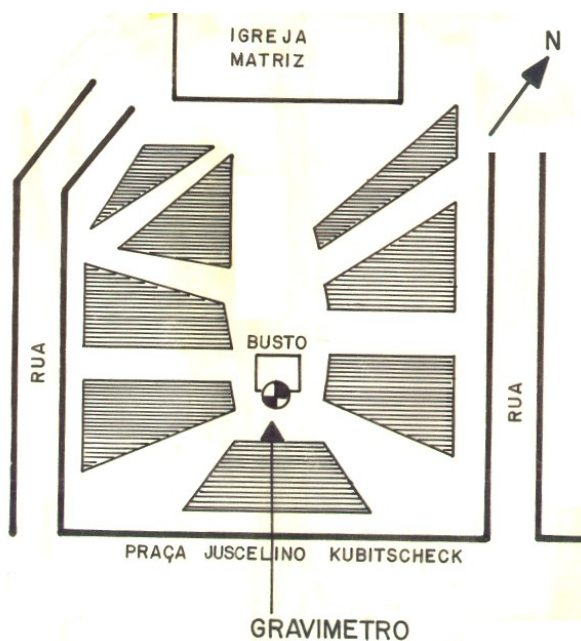 IGREJA
MATRIZ
N
BUSTO
RUA
RUA
PRAÇA JUSCELINO KUBITSCHECK
GRAVIMETRO